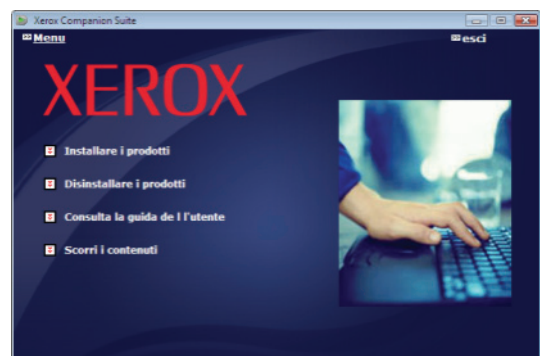 Xerox Companion Suite
Menu
esci
XEROX
Installare i prodotti
Disinstallare i prodotti
Consulta la guida de l l'utente
Scorri i contenuti